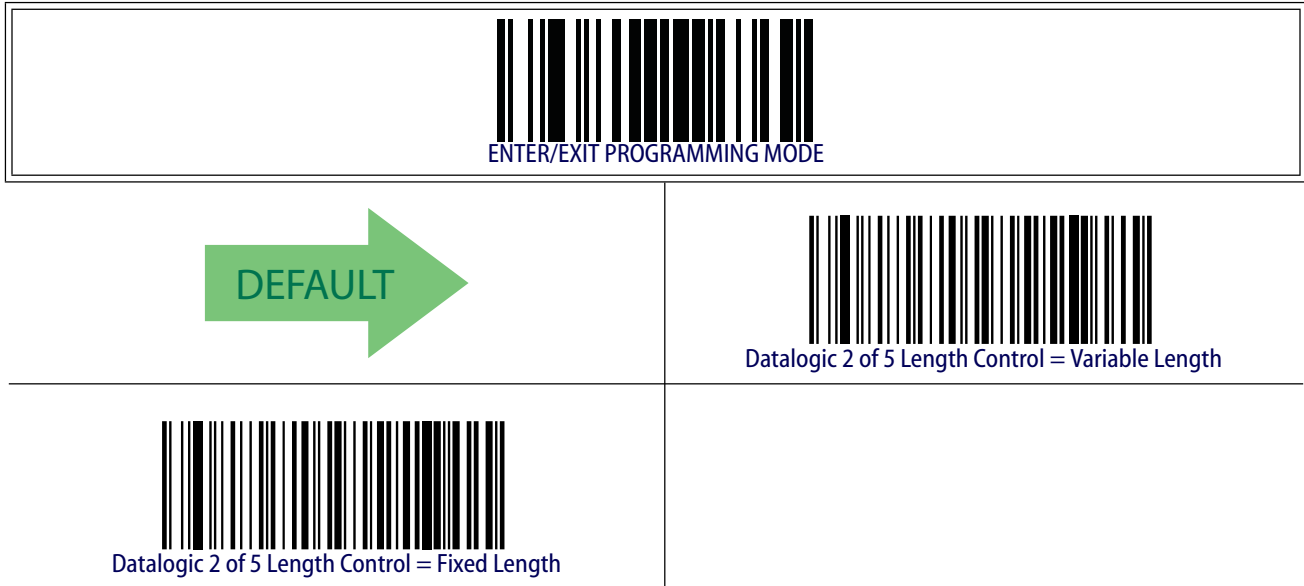 ENTER/EXIT PROGRAMMING MODE
DEFAULT
Datalogic 2 of 5 Length Control = Variable Length
Datalogic 2 of 5 Length Control = Fixed Length